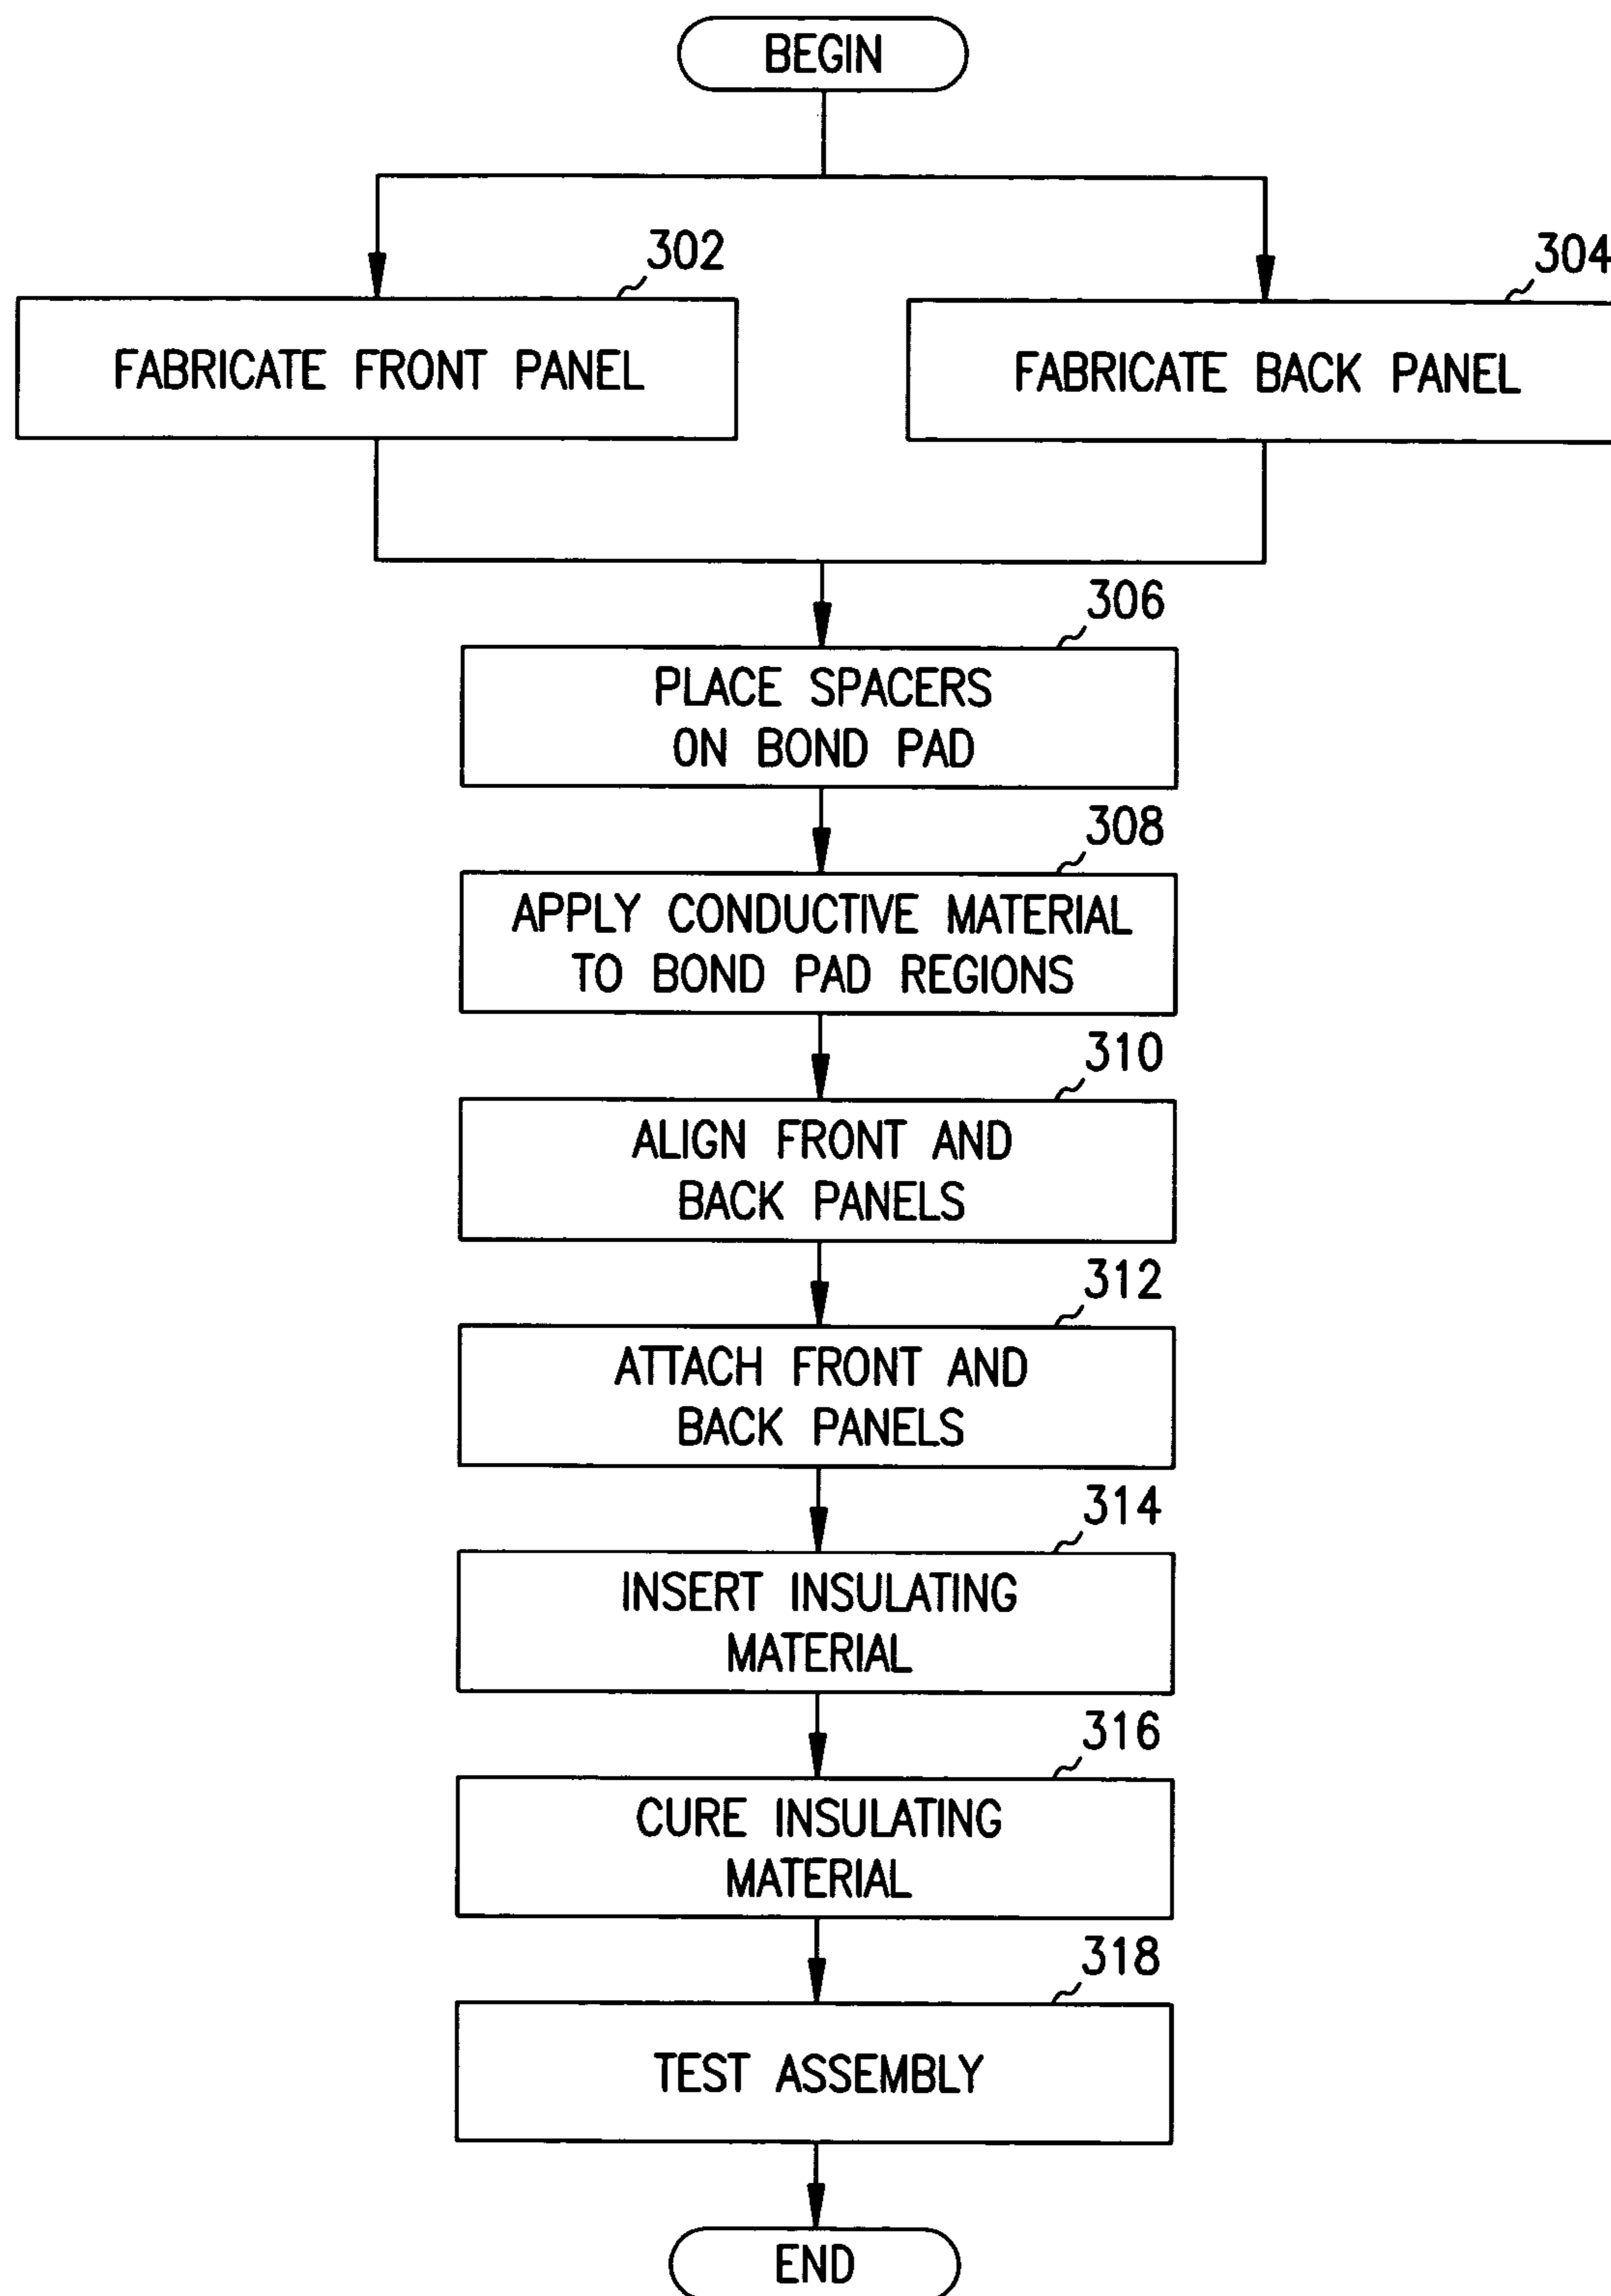 BEGIN
302
304
FABRICATE FRONT PANEL
FABRICATE BACK PANEL
306
PLACE SPACERS
ON BOND PAD
308
APPLY CONDUCTIVE MATERIAL
TO BOND PAD REGIONS
310
ALIGN FRONT AND
BACK PANELS
312
ATTACH FRONT AND
BACK PANELS
314
INSERT INSULATING
MATERIAL
316
CURE INSULATING
MATERIAL
318
TEST ASSEMBLY
END